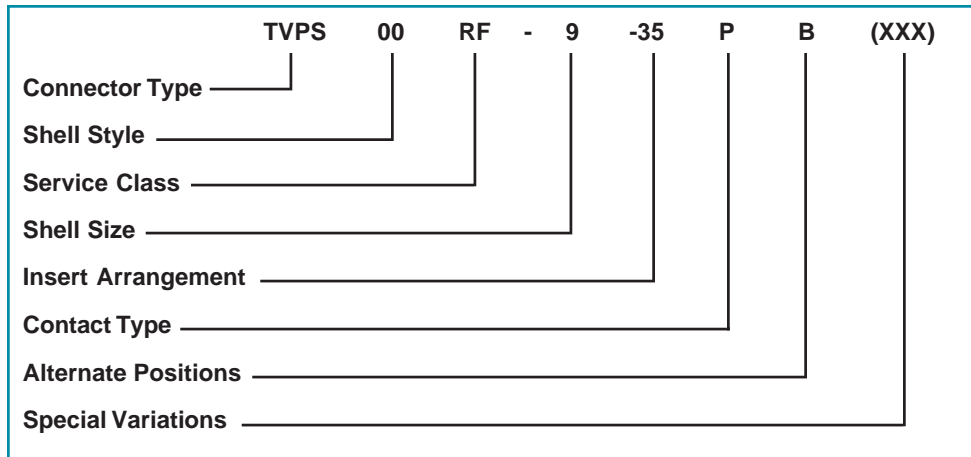 TVPS 00 RF - 9 -35 P B (XXX)
Connector Type
Shell Style
Service Class
Shell Size
Insert Arrangement
Contact Type
Alternate Positions
Special Variations